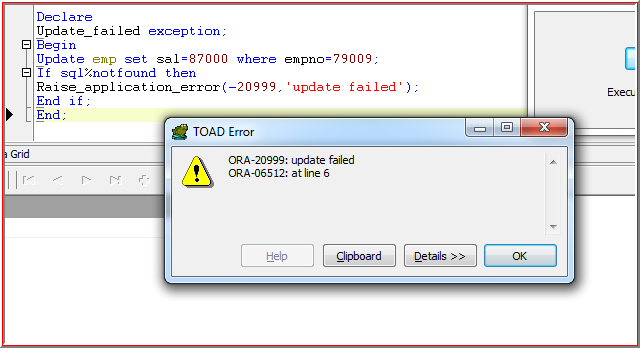 Declare
Update_failed exception;
Begin
Update emp set sal=87000 where empno=79009;
If sql%notfound then
Raise_application_error(-20999,'update failed');
End if;
End;
Execu
a Grid
TOAD Error
ORA-20999: update failed
ORA-06512: at line 6
Help
Clipboard
Details >>
OK